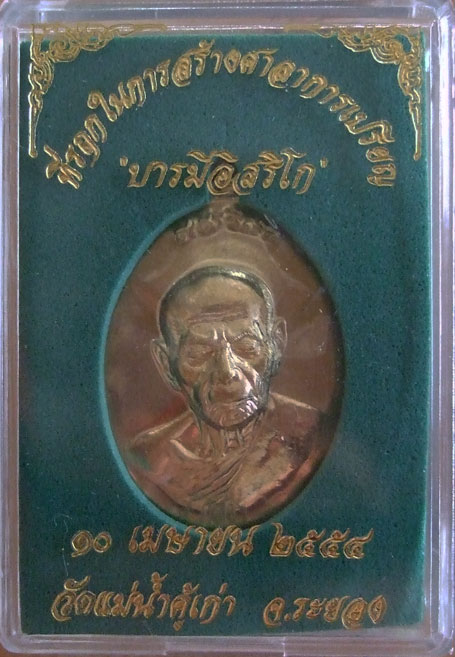 ที่ระลึกในการสร้างศาลาการเปรียญ
"บารมีอิสริโก"
๑๐ เมษายน ๒๕๕๔
วัดแม่น้ำคู้เก่า จ.ระยอง